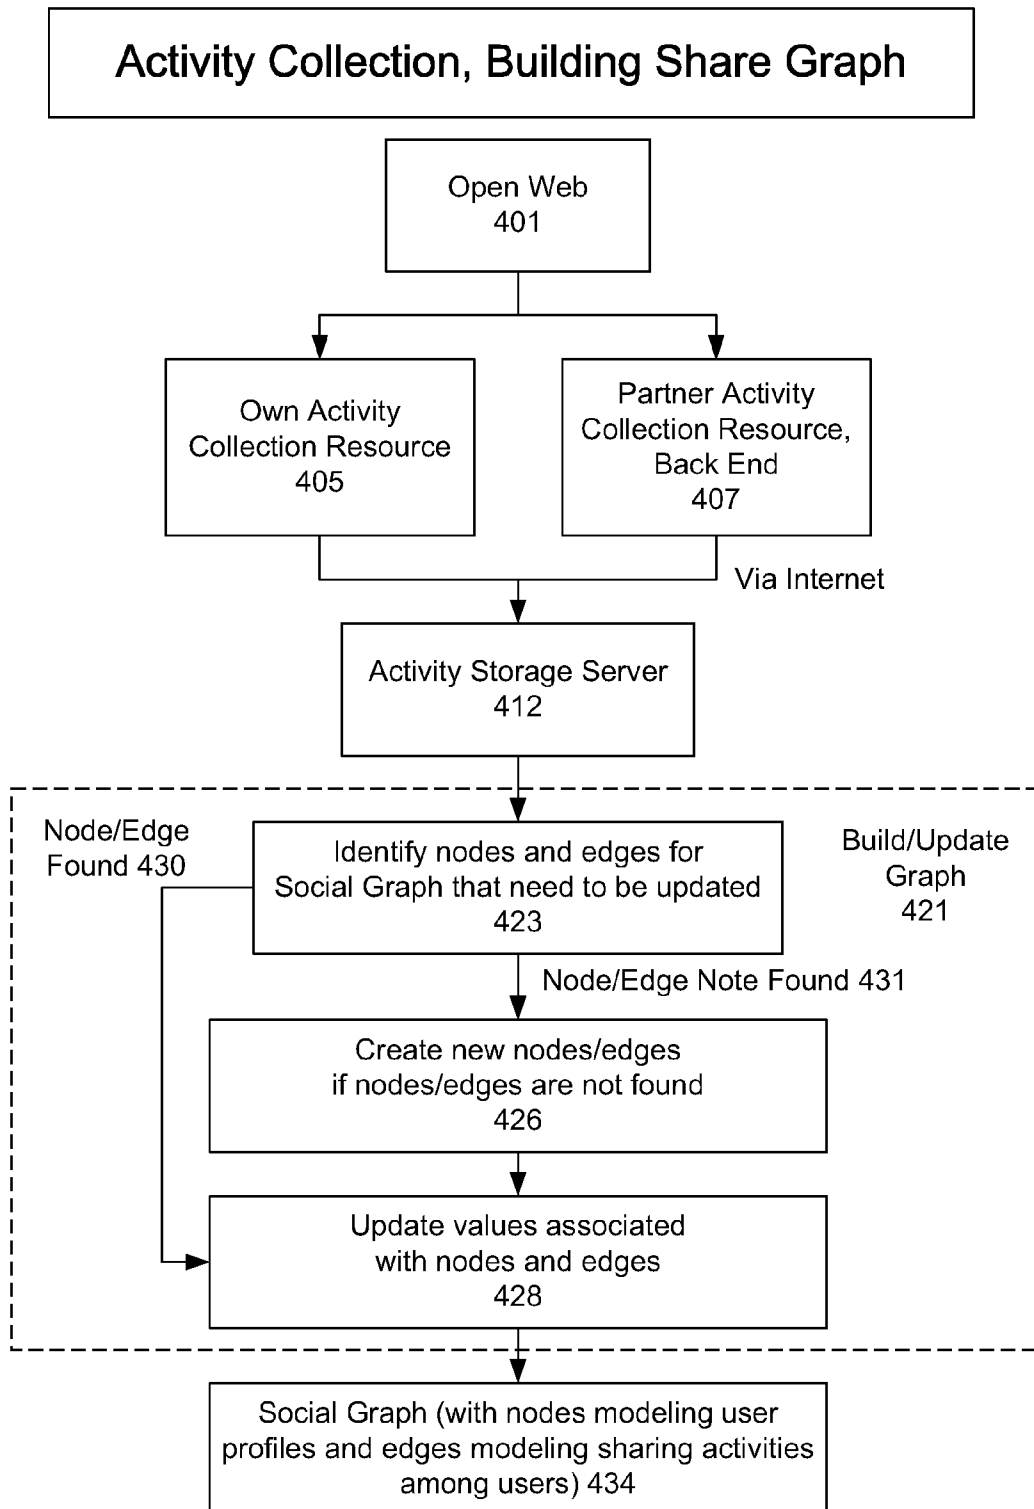 Activity Collection, Building Share Graph
Open Web
401
Own Activity
Collection Resource
405
Partner Activity
Collection Resource,
Back End
407
Via Internet
Activity Storage Server
412
Node/Edge
Found 430
Identify nodes and edges for
Social Graph that need to be updated
423
Build/Update
Graph
421
Node/Edge Note Found 431
Create new nodes/edges
if nodes/edges are not found
426
Update values associated
with nodes and edges
428
Social Graph (with nodes modeling user
profiles and edges modeling sharing activities
among users) 434